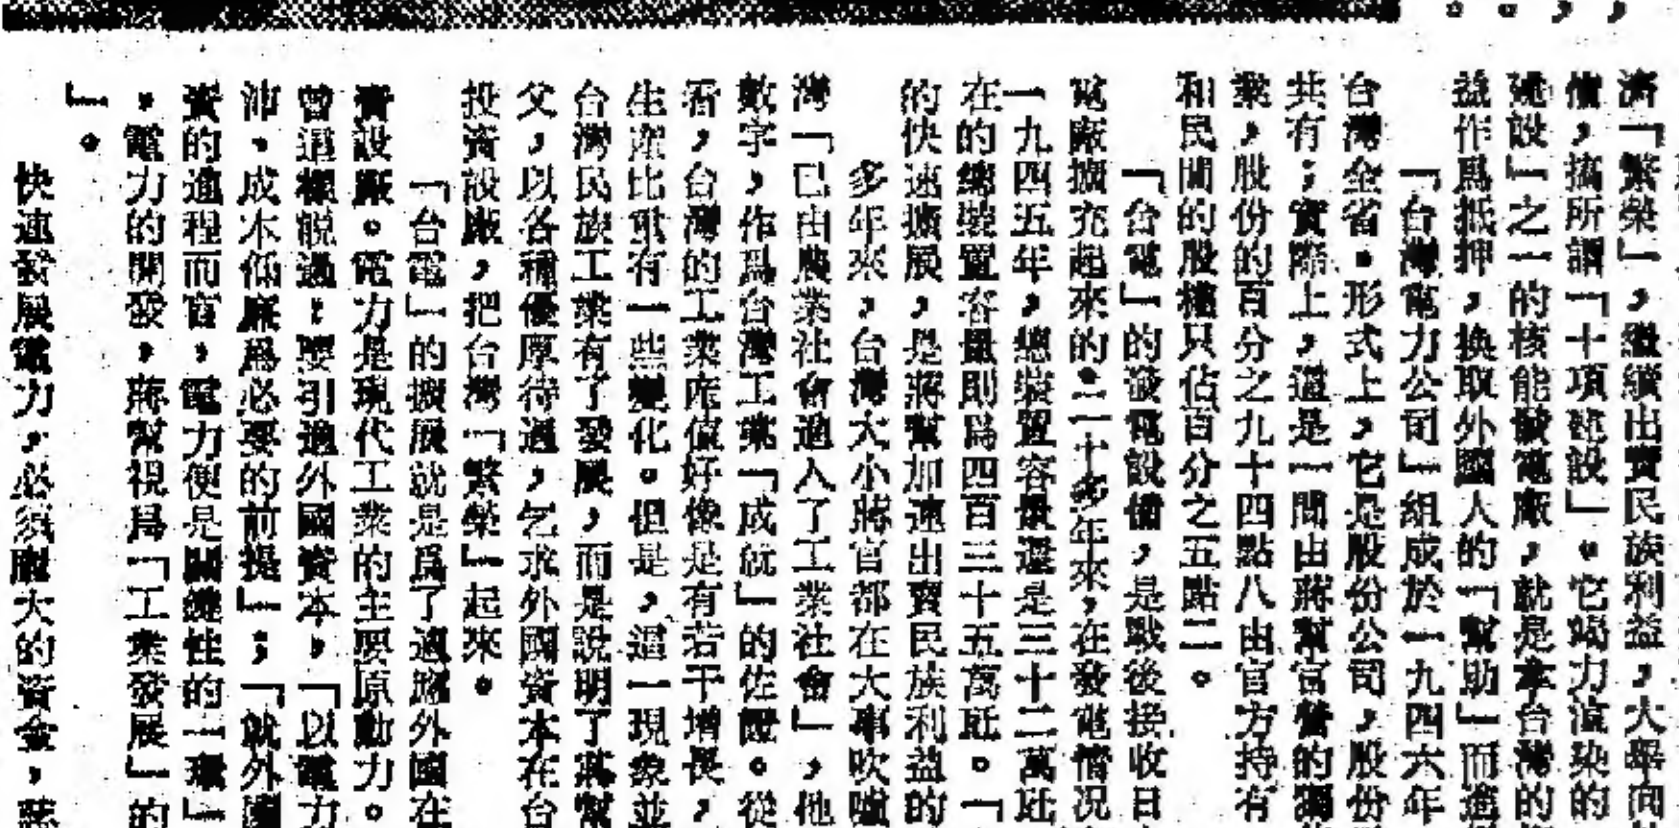 濟「繁榮」，繼續出賣民族利益，大舉向
債，搞所謂「十項建設」。它竭力渲染的
建設」之一的核能發電廠，就是拿台灣的
益作爲抵押，換取外國人的「幫助」而進
「台灣電力公司」組成於一九四六年
台灣全省。形式上，它是股份公司，股份
共有；實際上，這是一間由蔣幫官營的獨
業，股份的百分之九十四點八由官方持有
和民間的股權只佔百分之五點二。
「台電」的發電設備，是戰後接收日
電廠擴充起來的。二十多年來，在發電情況
一九四五年，總裝置容量還是三十二萬瓩
在的總裝置容量則爲四百三十五萬瓩。「
的快速擴展，是蔣幫加速出賣民族利益的
多年來，台灣大小蔣官都在大事吹噓
灣「已由農業社會過入了工業社會」，他
數字，作爲台灣工業「成就」的佐證。從
看，台灣的工業產值好像是有若干增長，
生產比重有一些變化。但是，這一現象並
台灣民族工業有了發展，而是說明了蔣幫
父，以各種優厚待遇，乞求外國資本在台
投資設廠，把台灣「繁榮」起來。
「台電」的擴展就是爲了適應外國在
資設廠。電力是現代工業的主要原動力。
曾這樣說過：要引進外國資本，「以電力
沛、成本低廉爲必要的前提」；「就外國
資的進程而言，電力便是關鍵性的一環」
，電力的開發，蔣幫視爲「工業發展」的
」。
快速發展電力，必須龐大的資金，蔣